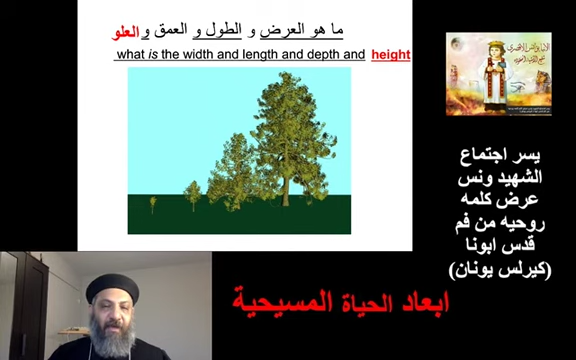 ما هو العرض و الطول و العمق و العلو
what is the width and length and depth and height
يسر اجتماع
الشهيد ونس
عرض كلمه
روحيه من فم
قدس ابونا
(كيرلس يونان)
ابعاد الحياة المسيحية